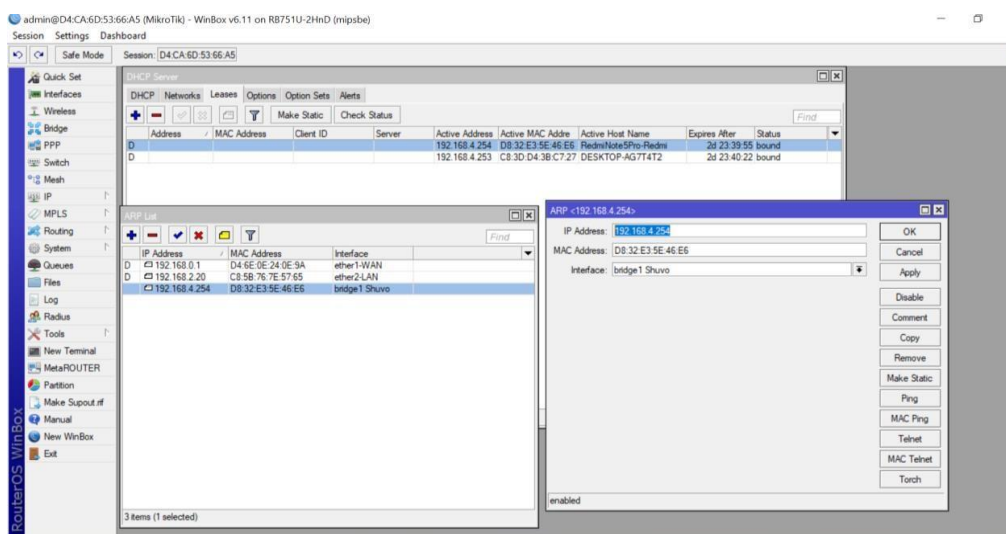 admin@D4:CA:6D:53:66:A5 (MikroTik) - WinBox v6.11 on RB751U-2HnD (mipsbe)
Session Settings Dashboard
Safe Mode Session: D4:CA:6D:53:66:A5
Quick Set
Interfaces
Wireless
Bridge
PPP
Switch
Mesh
IP
MPLS
Routing
System
Queues
Files
Log
Radius
Tools
New Terminal
MetaROUTER
Partition
Make Supout.rif
Manual
New WinBox
Exit
RouterOS WinBox
DHCP Server
DHCP Networks Leases Options Option Sets Alerts
Make Static Check Status Find
Address MAC Address Client ID Server Active Address Active MAC Addre Active Host Name Expires After Status
D 192.168.4.254 D8:32:E3:5E:46:E6 RedmiNote5Pro-Redmi 2d 23:39:55 bound
D 192.168.4.253 C8:3D:D4:3B:C7:27 DESKTOP-AG7T4T2 2d 23:40:22 bound
ARP List
Find
IP Address MAC Address Interface
D 192.168.0.1 D4:6E:0E:24:0E:9A ether1-WAN
D 192.168.2.20 C8:5B:76:7E:57:65 ether2-LAN
192.168.4.254 D8:32:E3:5E:46:E6 bridge1 Shuvo
3 items (1 selected)
ARP <192.168.4.254>
IP Address: 192.168.4.254
MAC Address: D8:32:E3:5E:46:E6
Interface: bridge1 Shuvo
OK
Cancel
Apply
Disable
Comment
Copy
Remove
Make Static
Ping
MAC Ping
Telnet
MAC Telnet
Torch
enabled